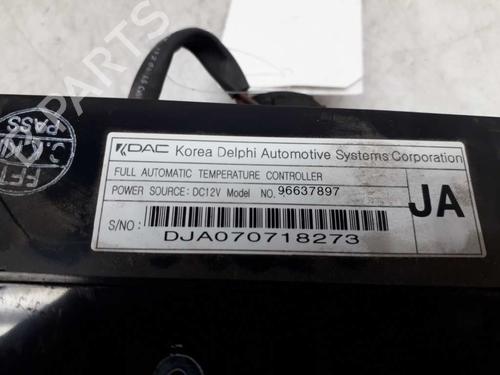 KDAC Korea Delphi Automotive Systems Corporation
FULL AUTOMATIC TEMPERATURE CONTROLLER
POWER SOURCE: DC12V Model NO. 96637897
JA
S/NO:
DJA070718273
PASS